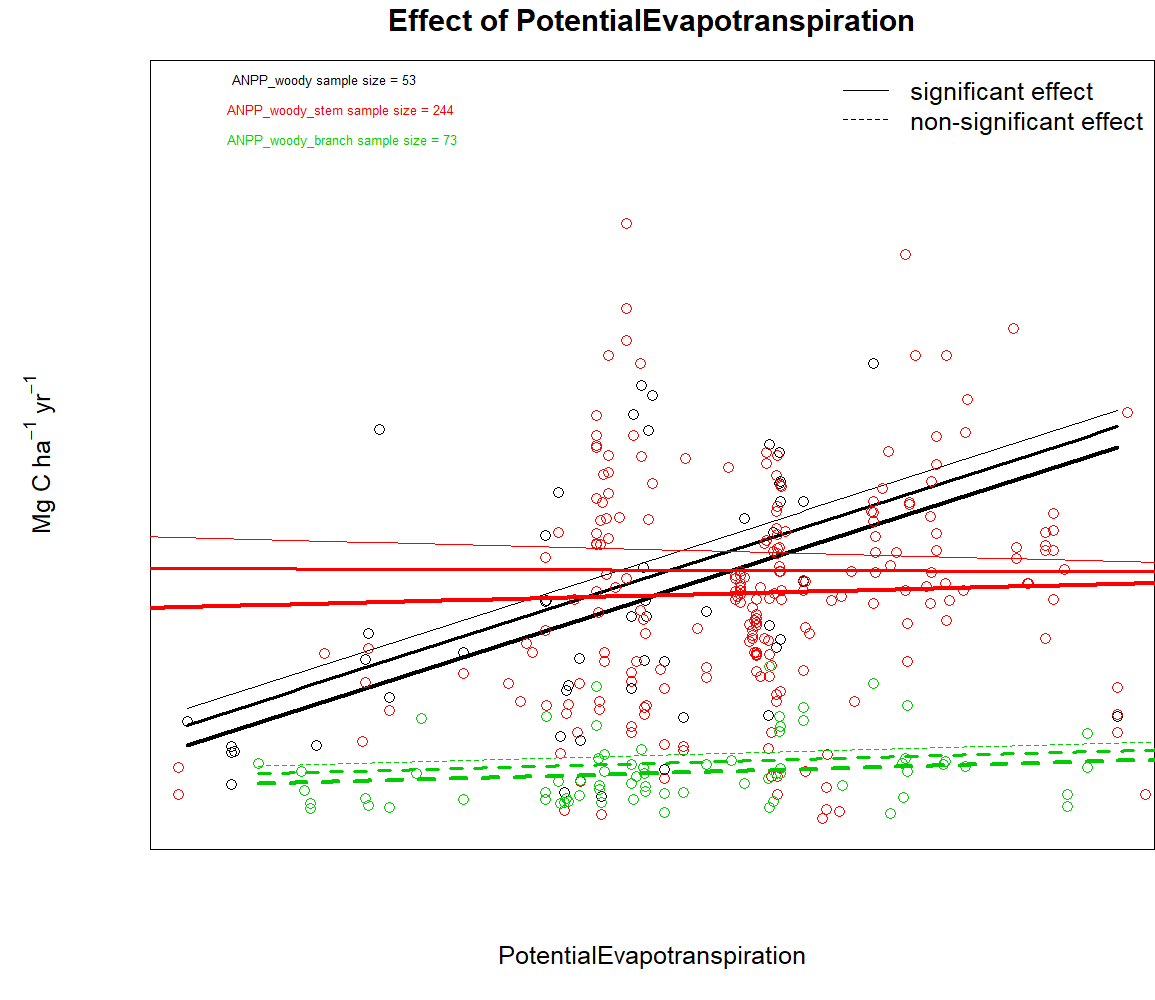 Effect of PotentialEvapotranspiration
ANPP_woody sample size = 53
ANPP_woody_stem sample size = 244
ANPP_woody_branch sample size = 73
significant effect
non-significant effect
Mg C ha⁻¹ yr⁻¹
PotentialEvapotranspiration